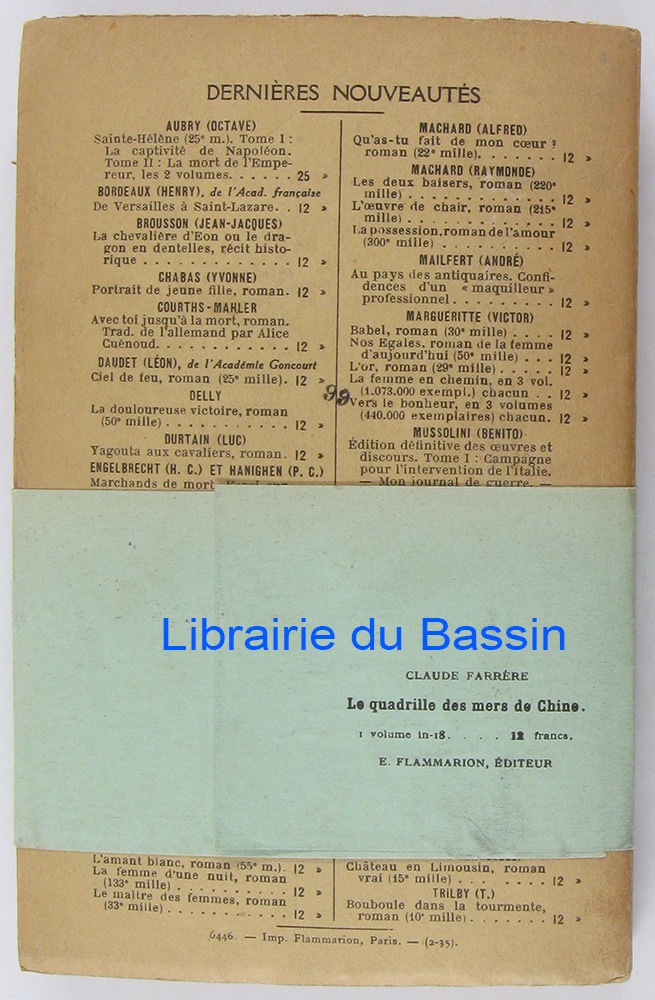 DERNIÈRES NOUVEAUTÉS
AUBRY (OCTAVE)
Sainte-Hélène (25e m.). Tome I :
La captivité de Napoléon.
Tome II : La mort de l'Empe-
reur, les 2 volumes. . . . . . 25 »
BORDEAUX (HENRY), de l'Acad. française
De Versailles à Saint-Lazare. . 12 »
BROUSSON (JEAN-JACQUES)
La chevalière d'Eon ou le dra-
gon en dentelles, récit histo-
rique . . . . . . . . . . . . . 12 »
CHABAS (YVONNE)
Portrait de jeune fille, roman. 12 »
COURTHS-MAHLER
Avec toi jusqu'à la mort, roman.
Trad. de l'allemand par Alice
Cuénoud. . . . . . . . . . . . 12 »
DAUDET (LÉON), de l'Académie Goncourt
Ciel de feu, roman (25e mille). 12 »
DELLY
La douloureuse victoire, roman
(50e mille) . . . . . . . . . . 12 »
DURTAIN (LUC)
Yagouta aux cavaliers, roman. 12 »
ENGELBRECHT (H. C.) ET HANIGHEN (P. C.)
Marchands de mort
MACHARD (ALFRED)
Qu'as-tu fait de mon cœur ?
roman (22e mille). . . . . . . 12 »
MACHARD (RAYMONDE)
Les deux baisers, roman (220e
mille) . . . . . . . . . . . . 12 »
L'œuvre de chair, roman (215e
mille) . . . . . . . . . . . . 12 »
La possession, roman de l'amour
(300e mille) . . . . . . . . . 12 »
MAILFERT (ANDRÉ)
Au pays des antiquaires. Confi-
dences d'un « maquilleur »
professionnel . . . . . . . . . 12 »
MARGUERITTE (VICTOR)
Babel, roman (30e mille) . . . . 12 »
Nos Egales, roman de la femme
d'aujourd'hui (50e mille) . . . 12 »
L'or, roman (29e mille) . . . . . 12 »
La femme en chemin, en 3 vol.
(1.073.000 exempl.) chacun . . 12 »
99
Vers le bonheur, en 3 volumes
(440.000 exemplaires) chacun. 12 »
MUSSOLINI (BENITO)
Édition définitive des œuvres et
discours. Tome I : Campagne
pour l'intervention de l'Italie.
— Mon journal de guerre. —
Librairie du Bassin
CLAUDE FARRÈRE
Le quadrille des mers de Chine.
1 volume in-18. . . . . 12 francs.
E. FLAMMARION, ÉDITEUR
L'amant blanc, roman (55e m.). 12 »
La femme d'une nuit, roman
(133e mille) . . . . . . . . . . 12 »
Le maître des femmes, roman
(33e mille) . . . . . . . . . . 12 »
Château en Limousin, roman
vrai (15e mille) . . . . . . . 12 »
TRILBY (T.)
Bouboule dans la tourmente,
roman (10e mille) . . . . . . . 12 »
6446. — Imp. Flammarion, Paris. — (2-35).